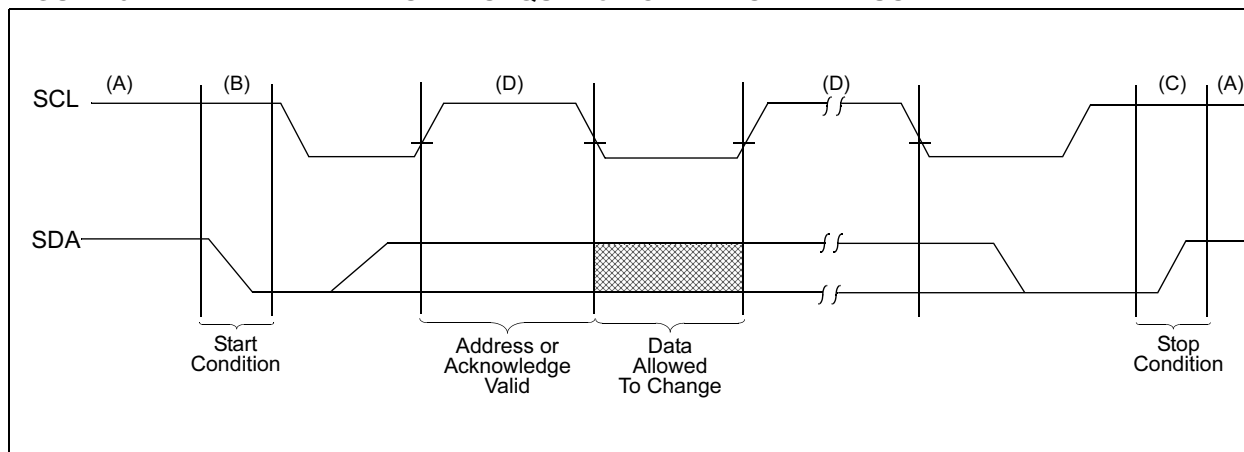 (A) (B) (D) (D) (C) (A)
SCL
SDA
Start
Condition
Address or
Acknowledge
Valid
Data
Allowed
To Change
Stop
Condition